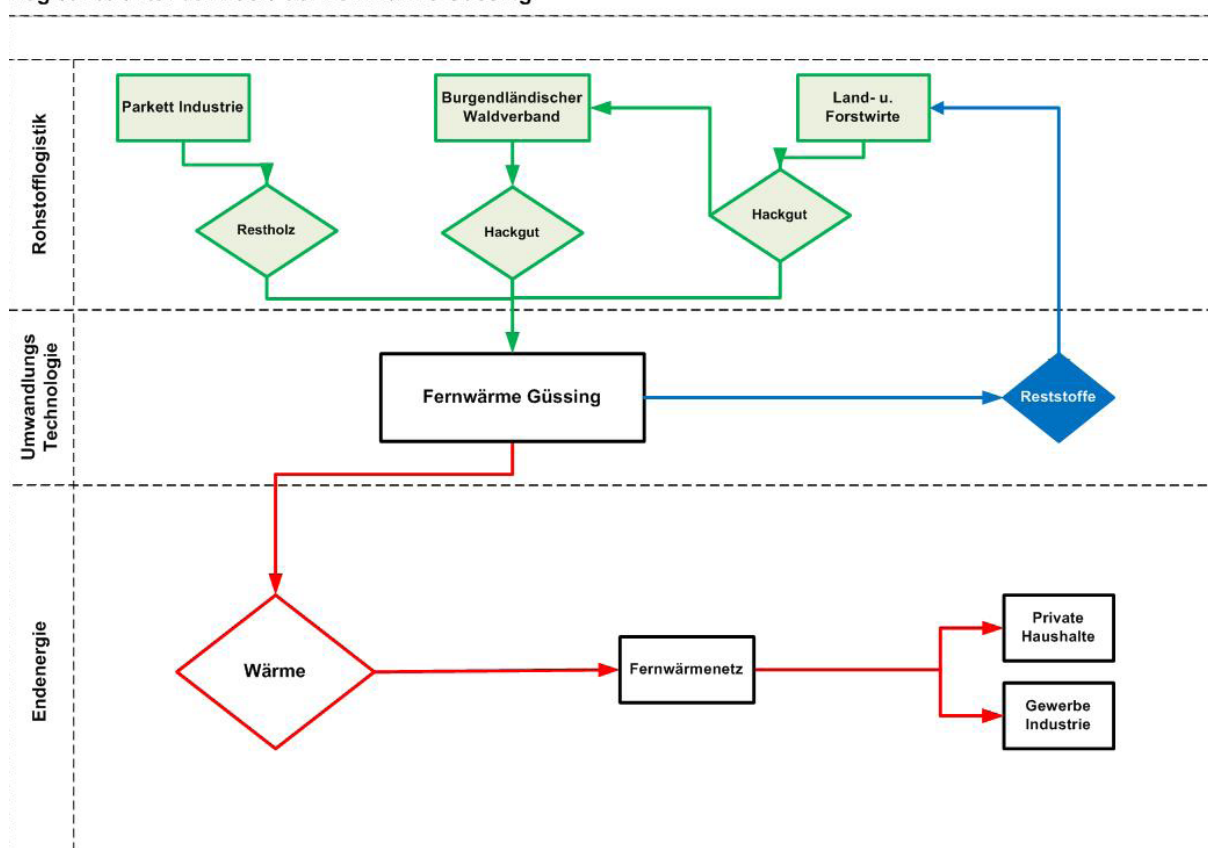 Rohstofflogistik
Parkett Industrie
Burgendländischer
Waldverband
Land- u.
Forstwirte
Restholz
Hackgut
Hackgut
Umwandlungs
Technologie
Fernwärme Güssing
Reststoffe
Endenergie
Wärme
Fernwärmenetz
Private
Haushalte
Gewerbe
Industrie